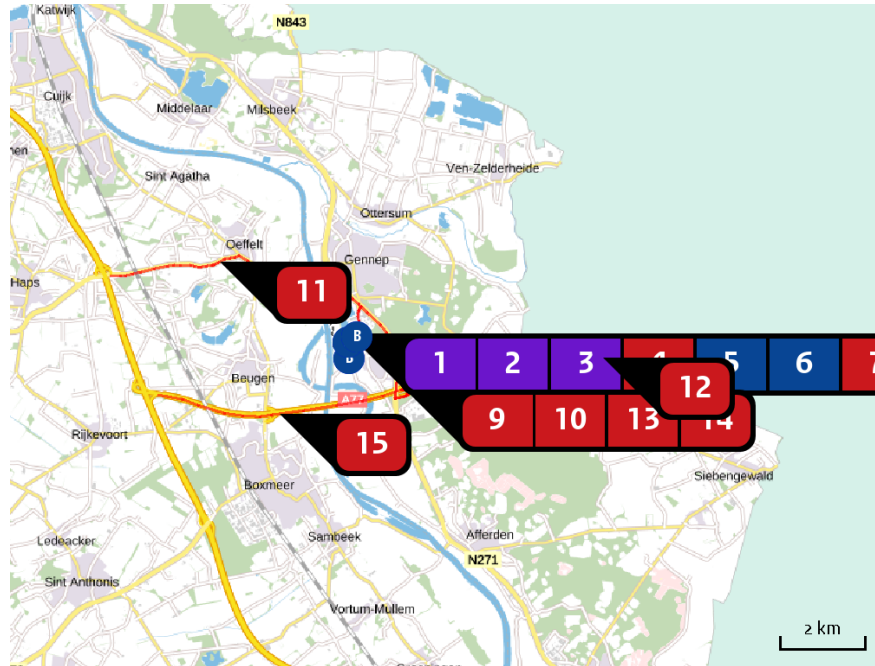 Katwijk
N843
Cuijk
Middelaar
Milsbeek
Ven-Zelderheide
Sint Agatha
Ottersum
Oeffelt
Gennep
Haps
11
B
1 2 3 5 6 7
12
Beugen
A77
9 10 13 14
15
Rijkevoort
Siebengewald
Boxmeer
Ledeacker
Sambeek
Afferden
N271
Sint Anthonis
Vortum-Mullem
2 km